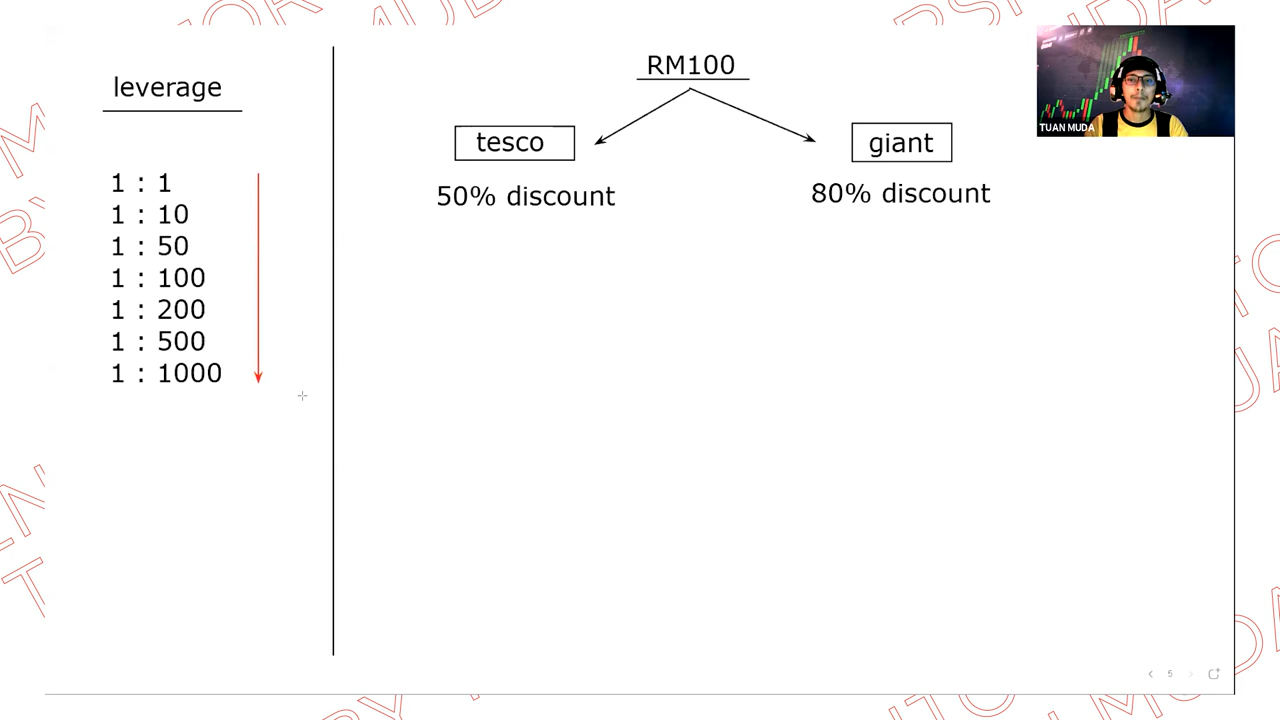 leverage
1 : 1
1 : 10
1 : 50
1 : 100
1 : 200
1 : 500
1 : 1000
RM100
tesco
50% discount
giant
80% discount
TUAN MUDA
5